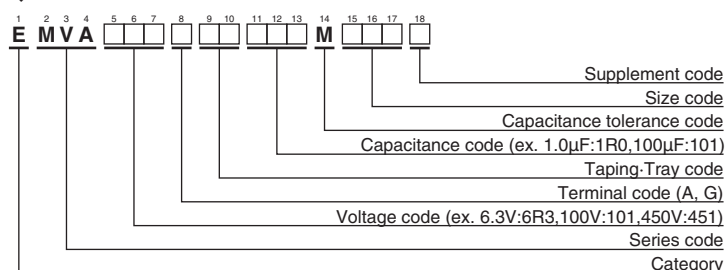 1 2 3 4 5 6 7 8 9 10 11 12 13 14 15 16 17 18
E MVA □□□ □ □□ □□□ M □□□ □
Supplement code
Size code
Capacitance tolerance code
Capacitance code (ex. 1.0μF:1R0,100μF:101)
Taping·Tray code
Terminal code (A, G)
Voltage code (ex. 6.3V:6R3,100V:101,450V:451)
Series code
Category